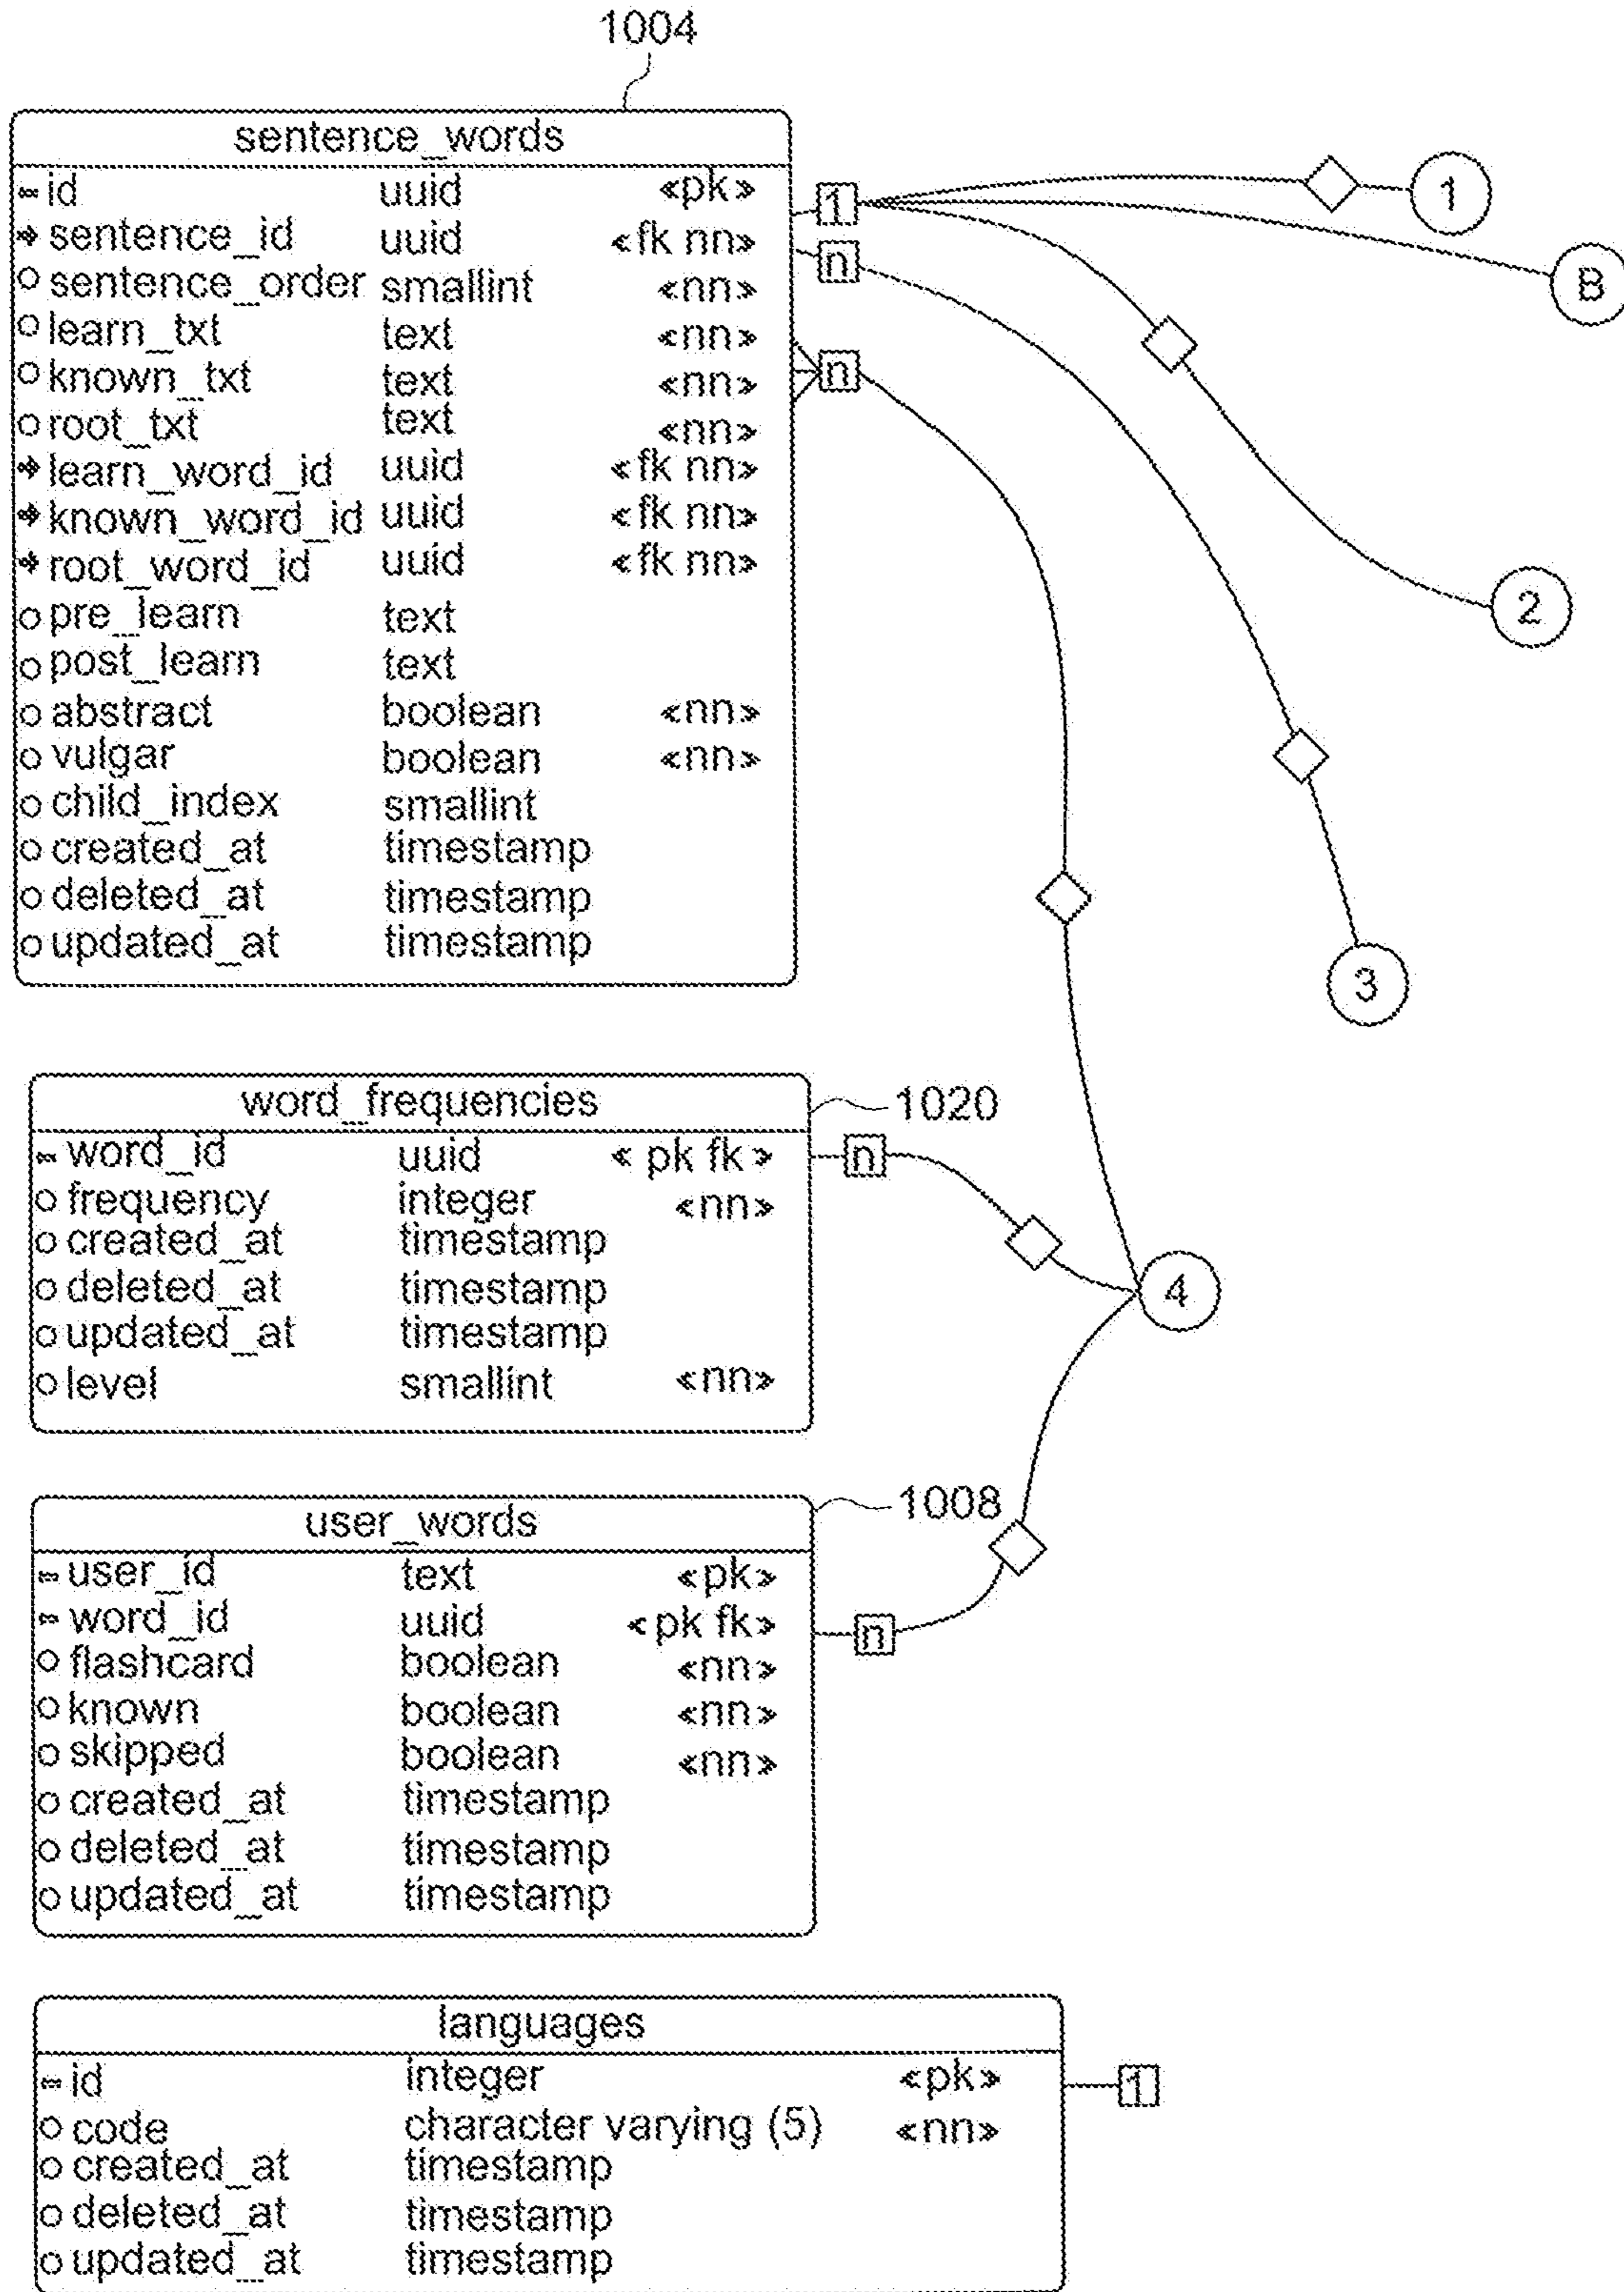 1004
sentence_words
id uuid «pk»
sentence_id uuid «fk nn»
sentence_order smallint «nn»
learn_txt text «nn»
known_txt text «nn»
root_txt text «nn»
learn_word_id uuid «fk nn»
known_word_id uuid «fk nn»
root_word_id uuid «fk nn»
pre_learn text
post_learn text
abstract boolean «nn»
vulgar boolean «nn»
child_index smallint
created_at timestamp
deleted_at timestamp
updated_at timestamp
1
n
n
1
B
2
3
word_frequencies
1020
word_id uuid « pk fk »
frequency integer «nn»
created_at timestamp
deleted_at timestamp
updated_at timestamp
level smallint «nn»
n
4
user_words
1008
user_id text «pk»
word_id uuid « pk fk»
flashcard boolean «nn»
known boolean «nn»
skipped boolean «nn»
created_at timestamp
deleted_at timestamp
updated_at timestamp
n
languages
id integer «pk»
code character varying (5) «nn»
created_at timestamp
deleted_at timestamp
updated_at timestamp
1